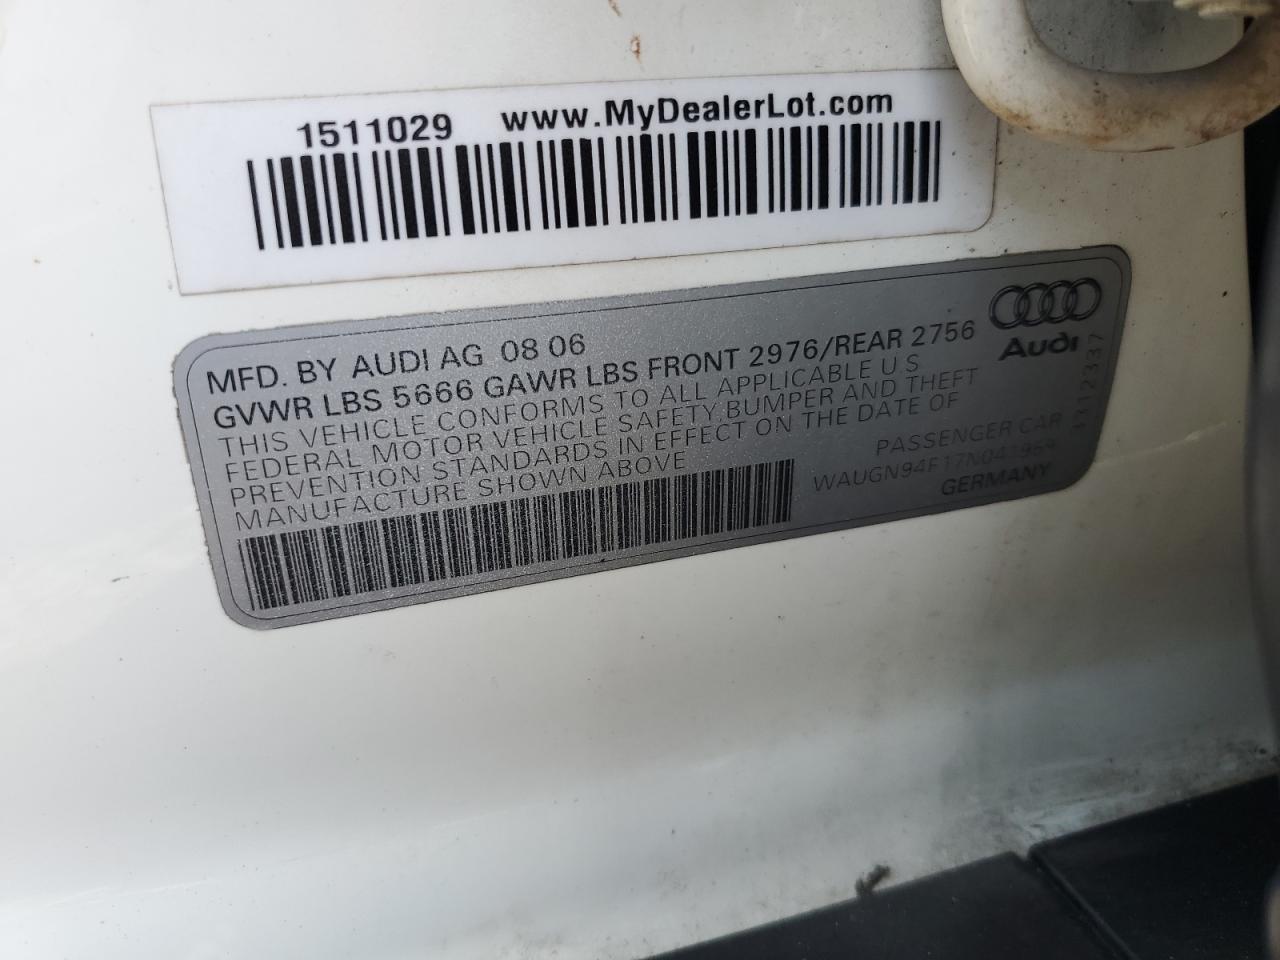 1511029 www.MyDealerLot.com
MFD. BY AUDI AG 08 06
GVWR LBS 5666 GAWR LBS FRONT 2976/REAR 2756
THIS VEHICLE CONFORMS TO ALL APPLICABLE U S
FEDERAL MOTOR VEHICLE SAFETY,BUMPER AND THEFT
PREVENTION STANDARDS IN EFFECT ON THE DATE OF
MANUFACTURE SHOWN ABOVE
Audi
PASSENGER CAR
GERMANY